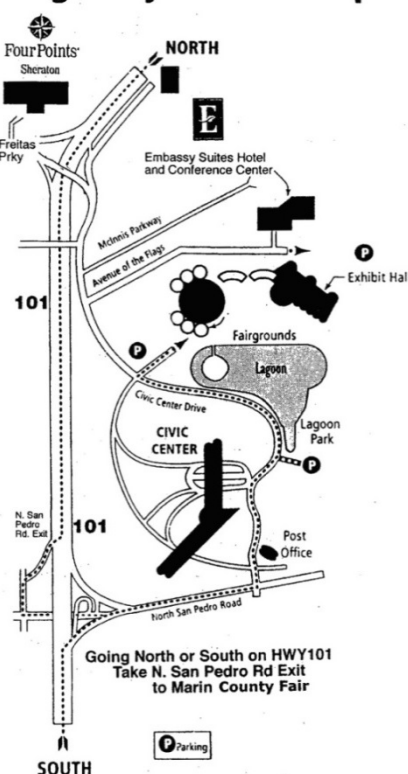 Four Points
Sheraton
NORTH
E
Freitas
Prky
Embassy Suites Hotel
and Conference Center
McInnis Parkway
Avenue of the Flags
P
Exhibit Hal
101
Fairgrounds
P
Lagoon
Civic Center Drive
CIVIC
CENTER
Lagoon
Park
P
N. San
Pedro
Rd. Exit
101
Post
Office
North San Pedro Road
Going North or South on HWY101
Take N. San Pedro Rd Exit
to Marin County Fair
P Parking
SOUTH